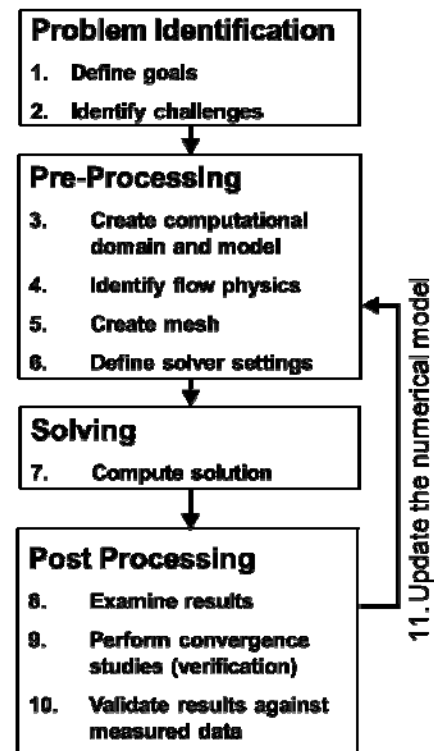 Problem Identification
1. Define goals
2. Identify challenges
Pre-Processing
3. Create computational
domain and model
4. Identify flow physics
5. Create mesh
6. Define solver settings
Solving
7. Compute solution
Post Processing
8. Examine results
9. Perform convergence
studies (verification)
10. Validate results against
measured data
11. Update the numerical model